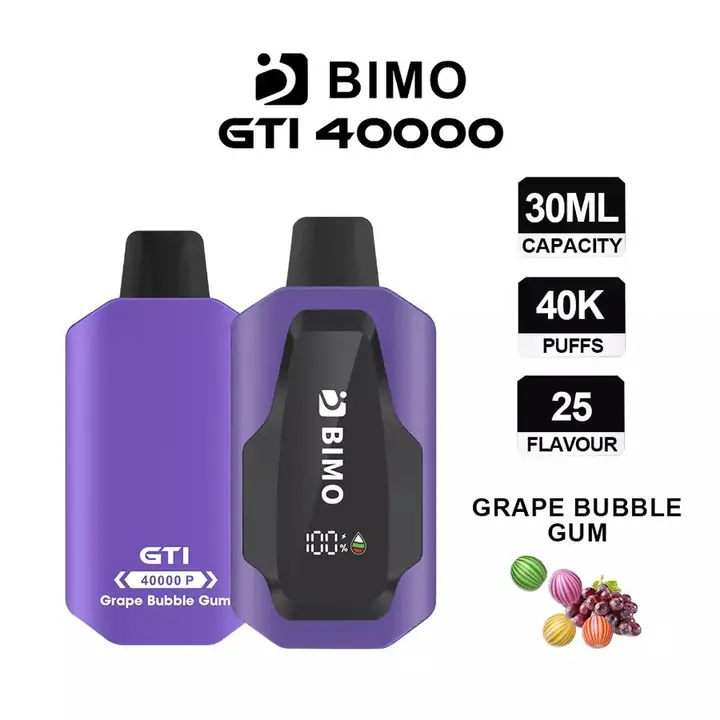 BIMO
GTI 40000
30ML
CAPACITY
40K
PUFFS
25
FLAVOUR
GRAPE BUBBLE
GUM
GTI
40000 P
Grape Bubble Gum
BIMO
100%